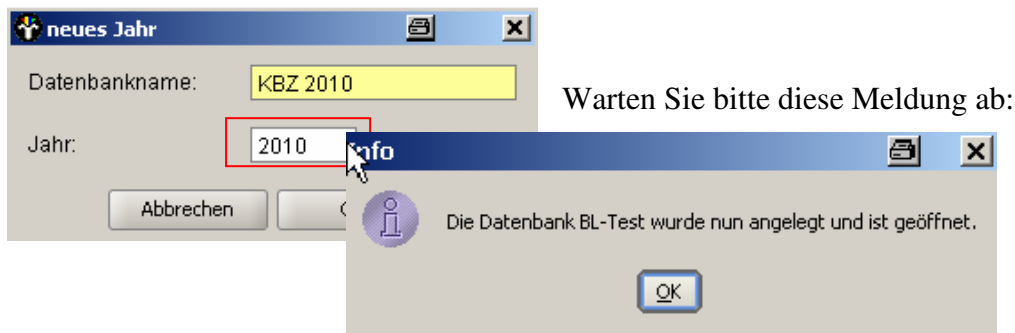 neues Jahr
Datenbankname: KBZ 2010
Warten Sie bitte diese Meldung ab:
Jahr: 2010
Abbrechen
Die Datenbank BL-Test wurde nun angelegt und ist geöffnet.
OK